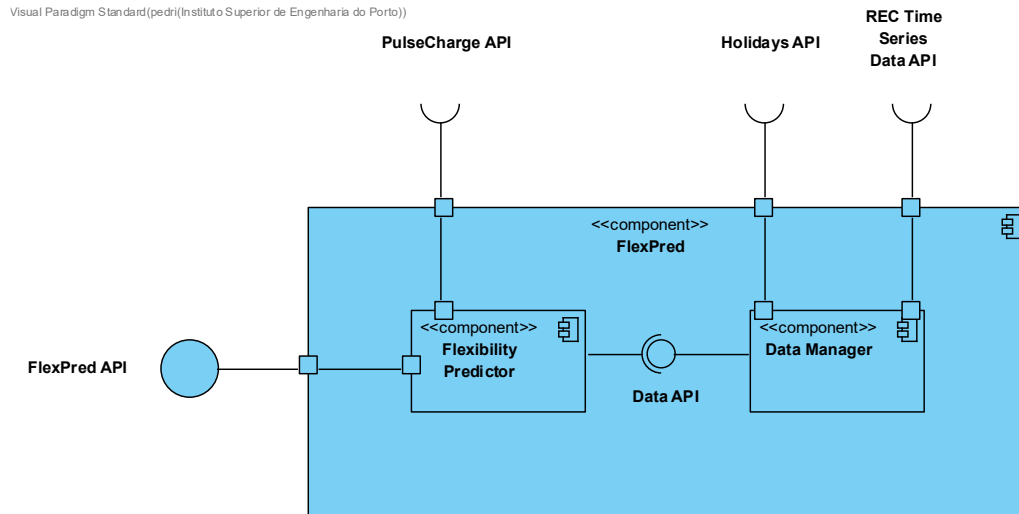 Visual Paradigm Standard(pedri(Instituto Superior de Engenharia do Porto))
PulseCharge API
Holidays API
REC Time
Series
Data API
<<component>>
FlexPred
<<component>>
Flexibility
Predictor
<<component>>
Data Manager
FlexPred API
Data API